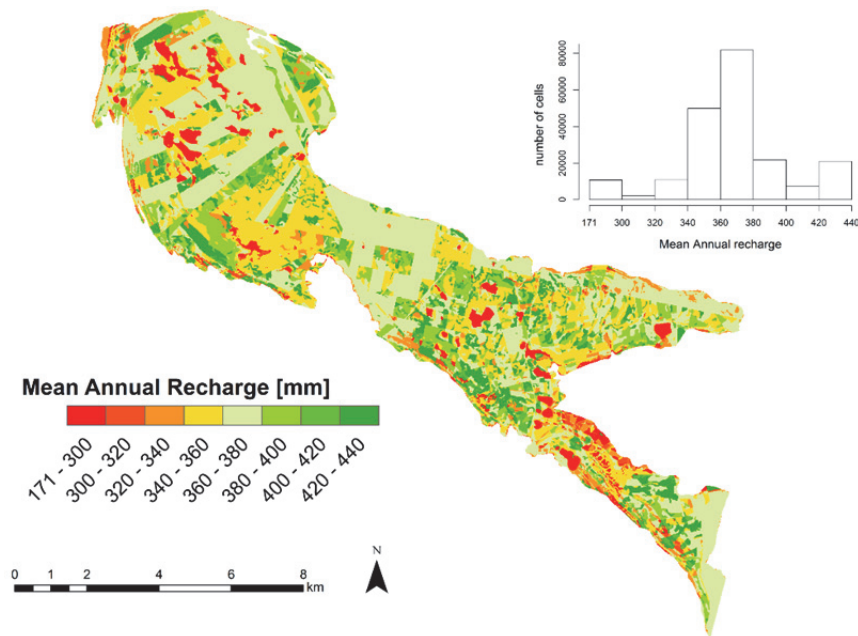 number of cells
80000
60000
40000
20000
0
171 300 320 340 360 380 400 420 440
Mean Annual recharge
Mean Annual Recharge [mm]
171 - 300
300 - 320
320 - 340
340 - 360
360 - 380
380 - 400
400 - 420
420 - 440
0 1 2 4 6 8
km
N